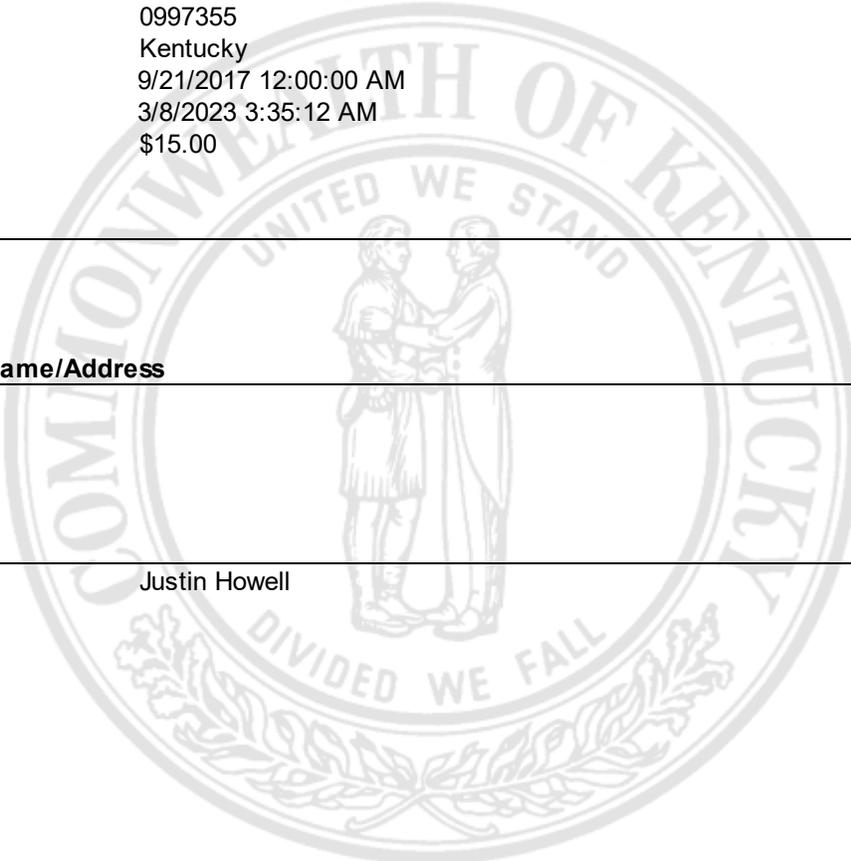 0997355
Kentucky
9/21/2017 12:00:00 AM
3/8/2023 3:35:12 AM
$15.00
COMMONWEALTH OF KENTUCKY
UNITED WE STAND
ame/Address
Justin Howell
DIVIDED WE FALL